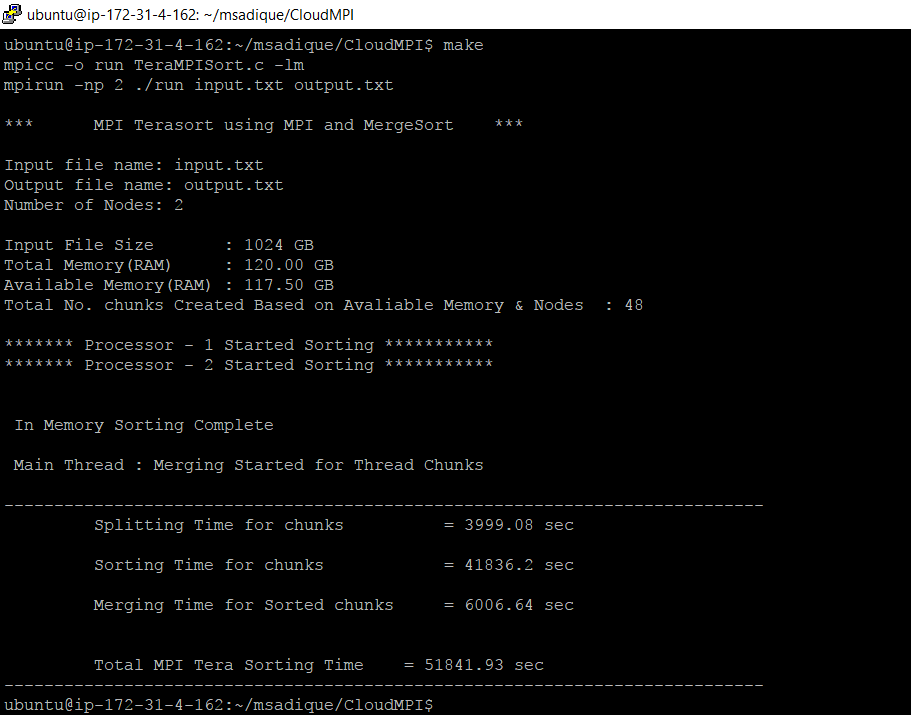 ubuntu@ip-172-31-4-162: ~/msadique/CloudMPI
ubuntu@ip-172-31-4-162:~/msadique/CloudMPI$ make
mpicc -o run TeraMPISort.c -lm
mpirun -np 2 ./run input.txt output.txt
*** MPI Terasort using MPI and MergeSort ***
Input file name: input.txt
Output file name: output.txt
Number of Nodes: 2
Input File Size : 1024 GB
Total Memory(RAM) : 120.00 GB
Available Memory(RAM) : 117.50 GB
Total No. chunks Created Based on Avaliable Memory & Nodes : 48
******* Processor - 1 Started Sorting ***********
******* Processor - 2 Started Sorting ***********
In Memory Sorting Complete
Main Thread : Merging Started for Thread Chunks
----------------------------------------------------------------------------
Splitting Time for chunks = 3999.08 sec
Sorting Time for chunks = 41836.2 sec
Merging Time for Sorted chunks = 6006.64 sec
Total MPI Tera Sorting Time = 51841.93 sec
----------------------------------------------------------------------------
ubuntu@ip-172-31-4-162:~/msadique/CloudMPI$